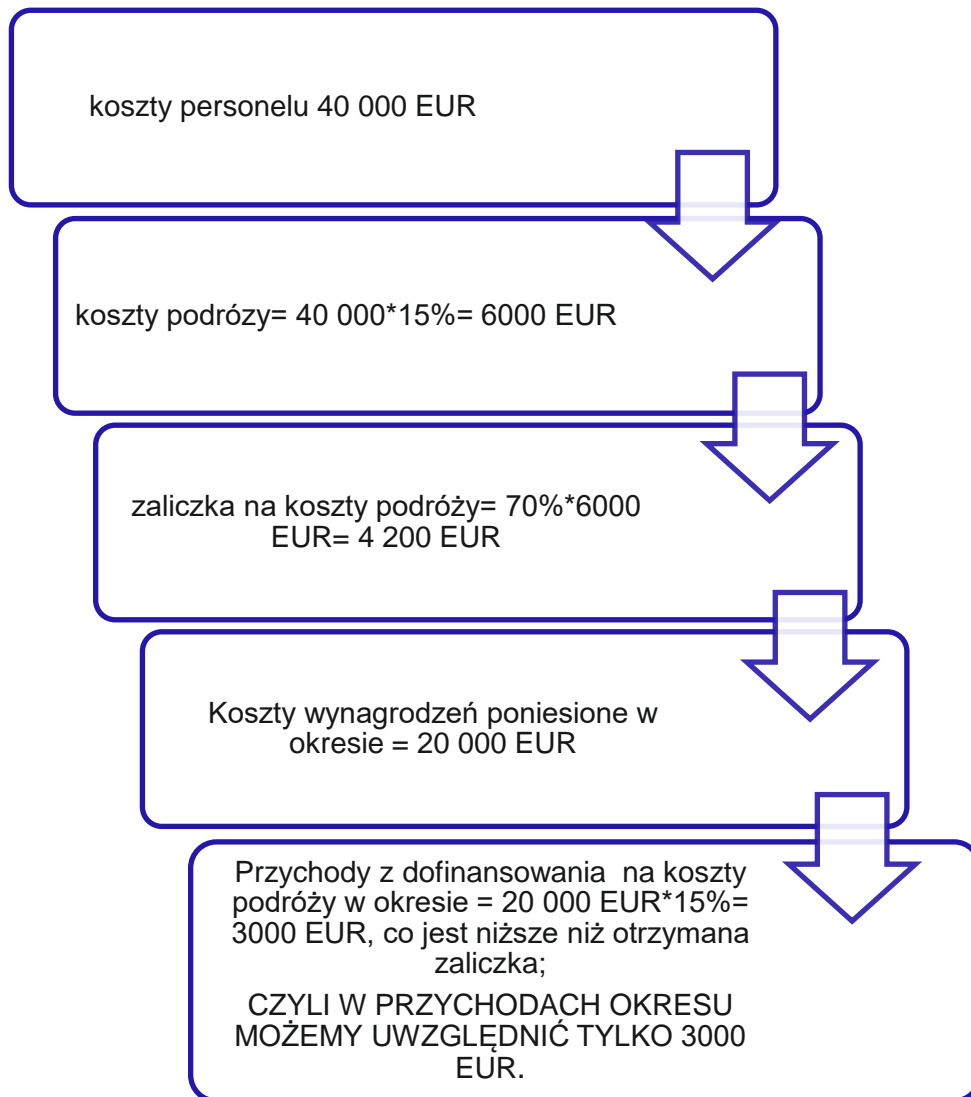 koszty personelu 40 000 EUR
koszty podrózy= 40 000*15%= 6000 EUR
zaliczka na koszty podróży= 70%*6000
EUR= 4 200 EUR
Koszty wynagrodzeń poniesione w
okresie = 20 000 EUR
Przychody z dofinansowania  na koszty
podróży w okresie = 20 000 EUR*15%=
3000 EUR, co jest niższe niż otrzymana
zaliczka;
CZYLI W PRZYCHODACH OKRESU
MOŻEMY UWZGLĘDNIĆ TYLKO 3000
EUR.